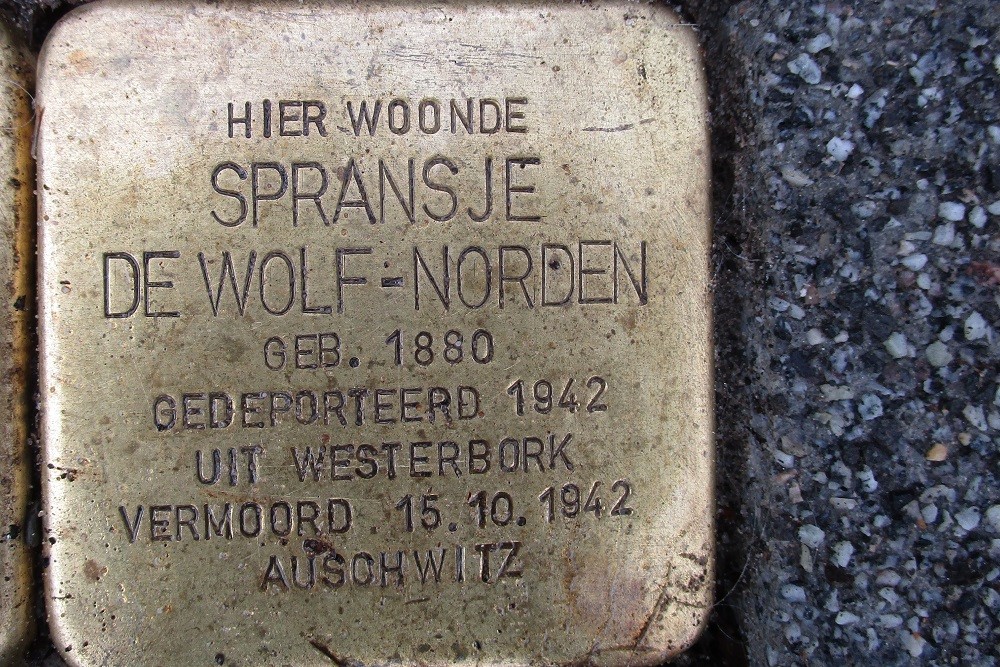 HIER WOONDE
SPRANSJE
DE WOLF-NORDEN
GEB. 1880
GEDEPORTEERD 1942
UIT WESTERBORK
VERMOORD 15.10.1942
AUSCHWITZ